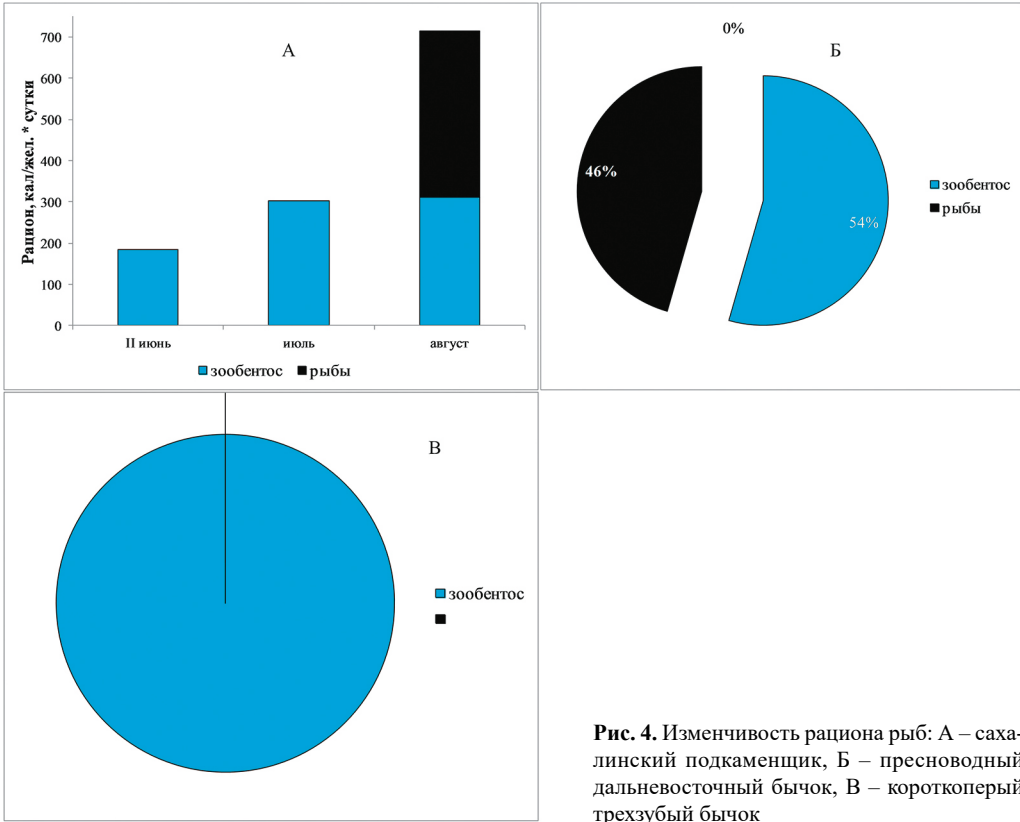 А
Рацион, кал/жел. * сутки
700
600
500
400
300
200
100
0
II июнь июль август
зообентос рыбы
0%
Б
46%
54%
зообентос
рыбы
В
зообентос
Рис. 4. Изменчивость рациона рыб: А – саха-
линский подкаменщик, Б – пресноводный
дальневосточный бычок, В – короткоперый
трехзубый бычок